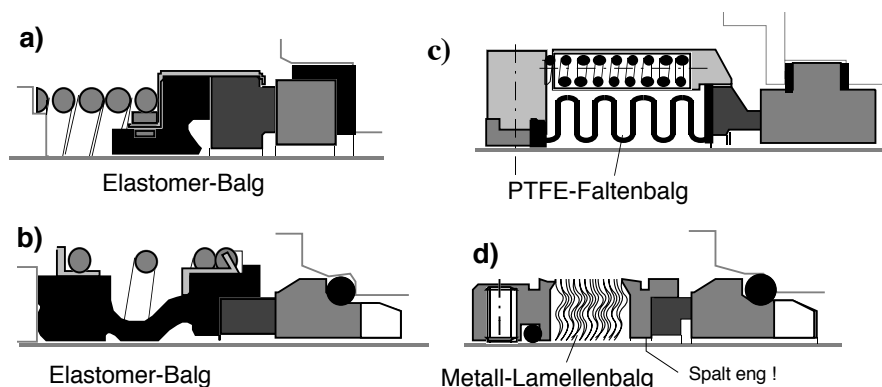 a)
Elastomer-Balg
b)
Elastomer-Balg
c)
PTFE-Faltenbalg
d)
Metall-Lamellenbalg
Spalt eng !